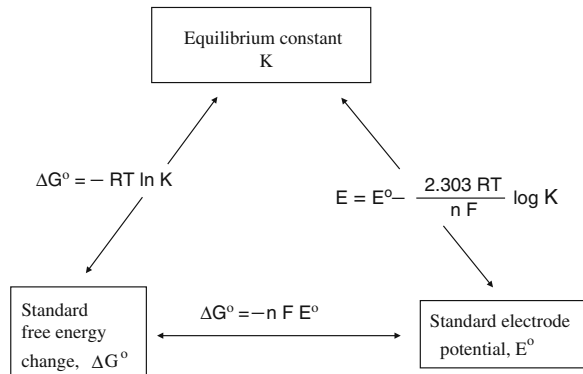 Equilibrium constant
K
ΔG° = – RT ln K
E = E° – 2.303 RT / n F log K
Standard
free energy
change, ΔG°
ΔG° = –n F E°
Standard electrode
potential, E°